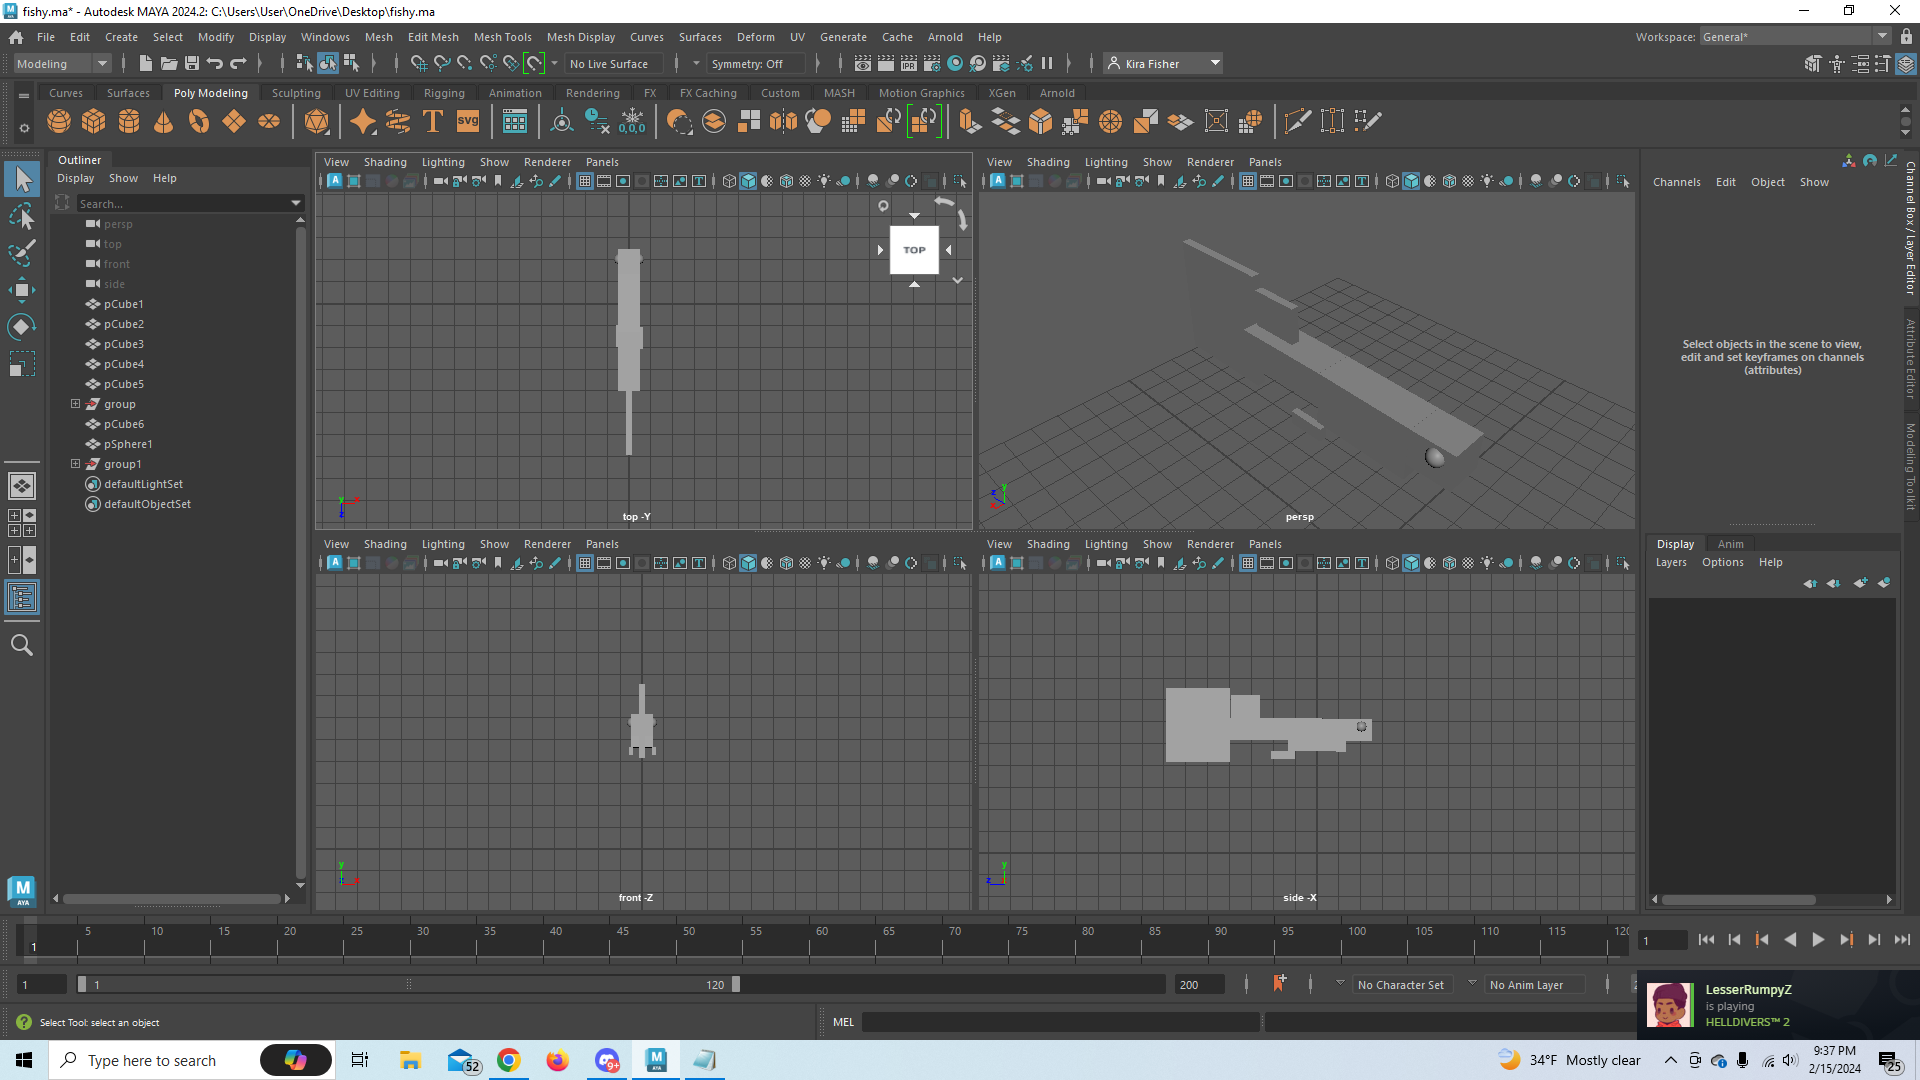 fishy.ma* - Autodesk MAYA 2024.2: C:\Users\User\OneDrive\Desktop\fishy.ma
File Edit Create Select Modify Display Windows Mesh Edit Mesh Mesh Tools Mesh Display Curves Surfaces Deform UV Generate Cache Arnold Help
Workspace: General*
Modeling
No Live Surface
Symmetry: Off
IPR
Kira Fisher
Curves Surfaces Poly Modeling Sculpting UV Editing Rigging Animation Rendering FX FX Caching Custom MASH Motion Graphics XGen Arnold
T
svg
0,0,0
Outliner
Display Show Help
Search...
persp
top
front
side
pCube1
pCube2
pCube3
pCube4
pCube5
group
pCube6
pSphere1
group1
defaultLightSet
defaultObjectSet
View Shading Lighting Show Renderer Panels
TOP
top -Y
View Shading Lighting Show Renderer Panels
persp
View Shading Lighting Show Renderer Panels
front -Z
View Shading Lighting Show Renderer Panels
side -X
Channels Edit Object Show
Select objects in the scene to view,
edit and set keyframes on channels
(attributes)
Channel Box / Layer Editor
Attribute Editor
Modeling Toolkit
Display Anim
Layers Options Help
M
AYA
5 10 15 20 25 30 35 40 45 50 55 60 65 70 75 80 85 90 95 100 105 110 115 120
1
1
1
1
120
200
No Character Set
No Anim Layer
Select Tool: select an object
MEL
LesserRumpyZ
is playing
HELLDIVERS™ 2
Type here to search
52
9+
M
AYA
34°F Mostly clear
9:37 PM
2/15/2024
25